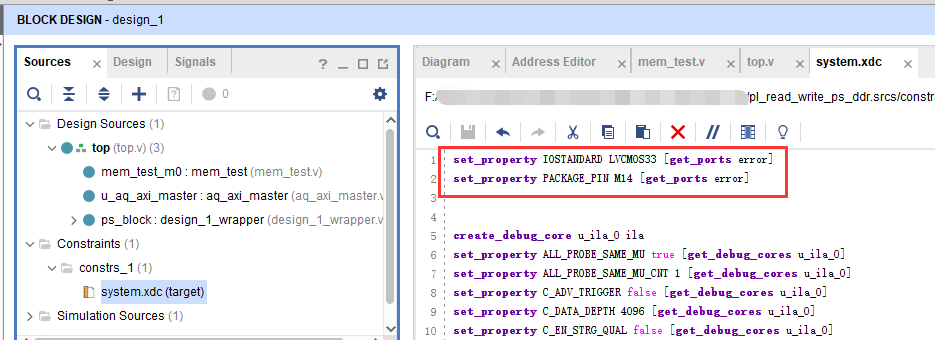 BLOCK DESIGN - design_1
Sources
Design
Signals
0
Design Sources (1)
top (top.v) (3)
mem_test_m0 : mem_test (mem_test.v)
u_aq_axi_master : aq_axi_master (aq_axi_master.v
ps_block : design_1_wrapper (design_1_wrapper.v
Constraints (1)
constrs_1 (1)
system.xdc (target)
Simulation Sources (1)
Diagram
Address Editor
mem_test.v
top.v
system.xdc
F:/pl_read_write_ps_ddr.srcs/constr
1 set_property IOSTANDARD LVCMOS33 [get_ports error]
2 set_property PACKAGE_PIN M14 [get_ports error]
3
4
5 create_debug_core u_ila_0 ila
6 set_property ALL_PROBE_SAME_MU true [get_debug_cores u_ila_0]
7 set_property ALL_PROBE_SAME_MU_CNT 1 [get_debug_cores u_ila_0]
8 set_property C_ADV_TRIGGER false [get_debug_cores u_ila_0]
9 set_property C_DATA_DEPTH 4096 [get_debug_cores u_ila_0]
10 set_property C_EN_STRG_QUAL false [get_debug_cores u_ila_0]